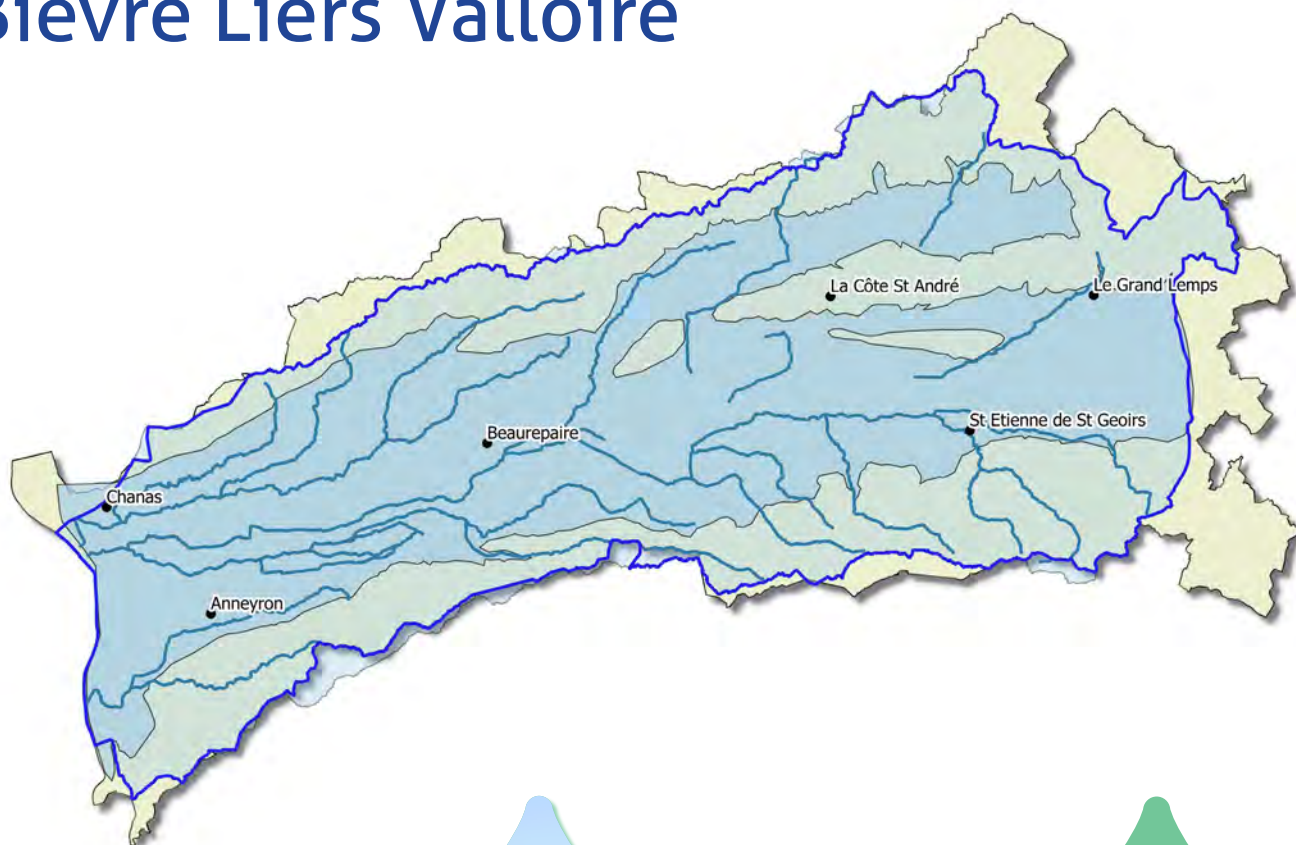 Bièvre Liers Valloire
La Côte St André
Le Grand Lemps
St Etienne de St Geoirs
Beaurepaire
Chanas
Anneyron